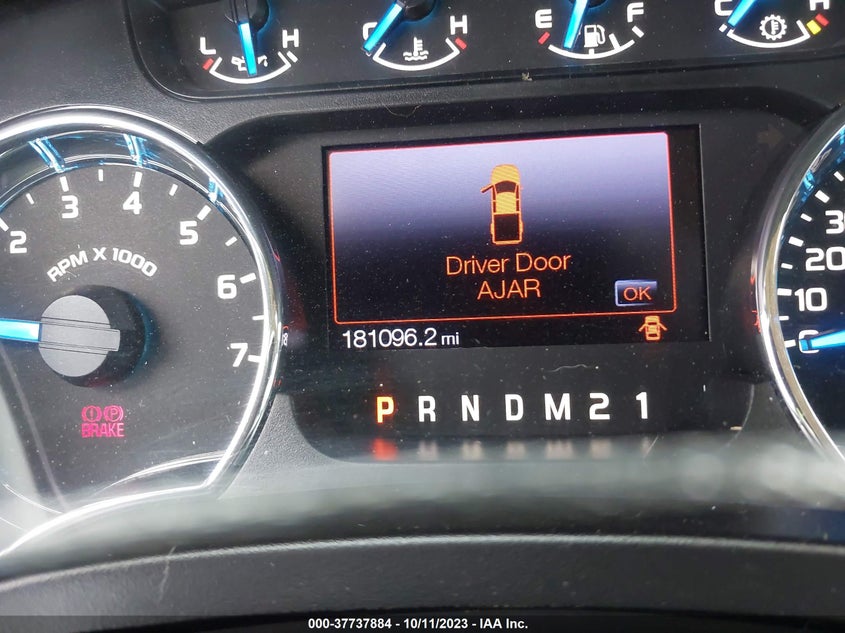 L H
C H
E F
C H
2 3 4 5 6 7
RPM X 1000
BRAKE
Driver Door
AJAR
OK
181096.2 mi
P R N D M 2 1
30
20
10
0
000-37737884 - 10/11/2023 - IAA Inc.